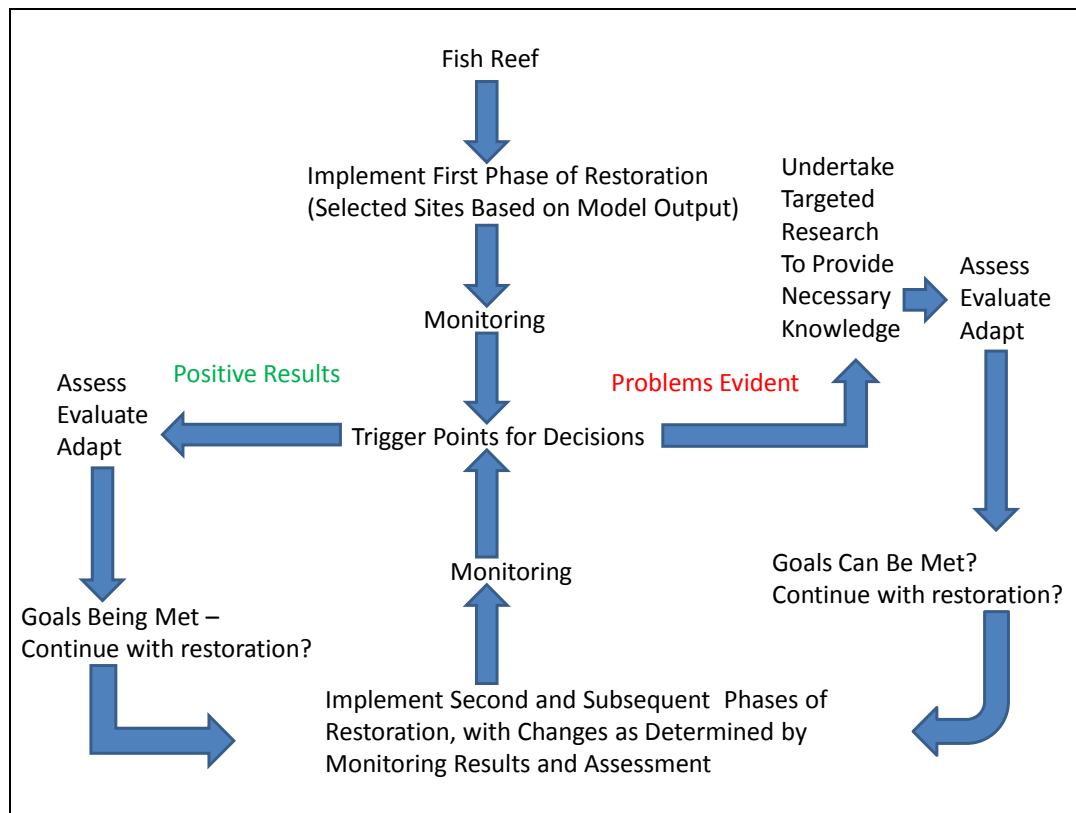 Fish Reef
Implement First Phase of Restoration
(Selected Sites Based on Model Output)
Monitoring
Undertake
Targeted
Research
To Provide
Necessary
Knowledge
Assess
Evaluate
Adapt
Positive Results
Problems Evident
Assess
Evaluate
Adapt
Trigger Points for Decisions
Monitoring
Goals Can Be Met?
Continue with restoration?
Goals Being Met –
Continue with restoration?
Implement Second and Subsequent  Phases of
Restoration, with Changes as Determined by
Monitoring Results and Assessment